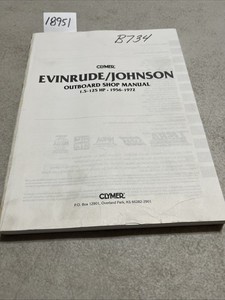 18951
B734
CLYMER
EVINRUDE/JOHNSON
OUTBOARD SHOP MANUAL
1.5-125 HP • 1956-1972
CLYMER
P.O. Box 12901, Overland Park, KS 66282-2901